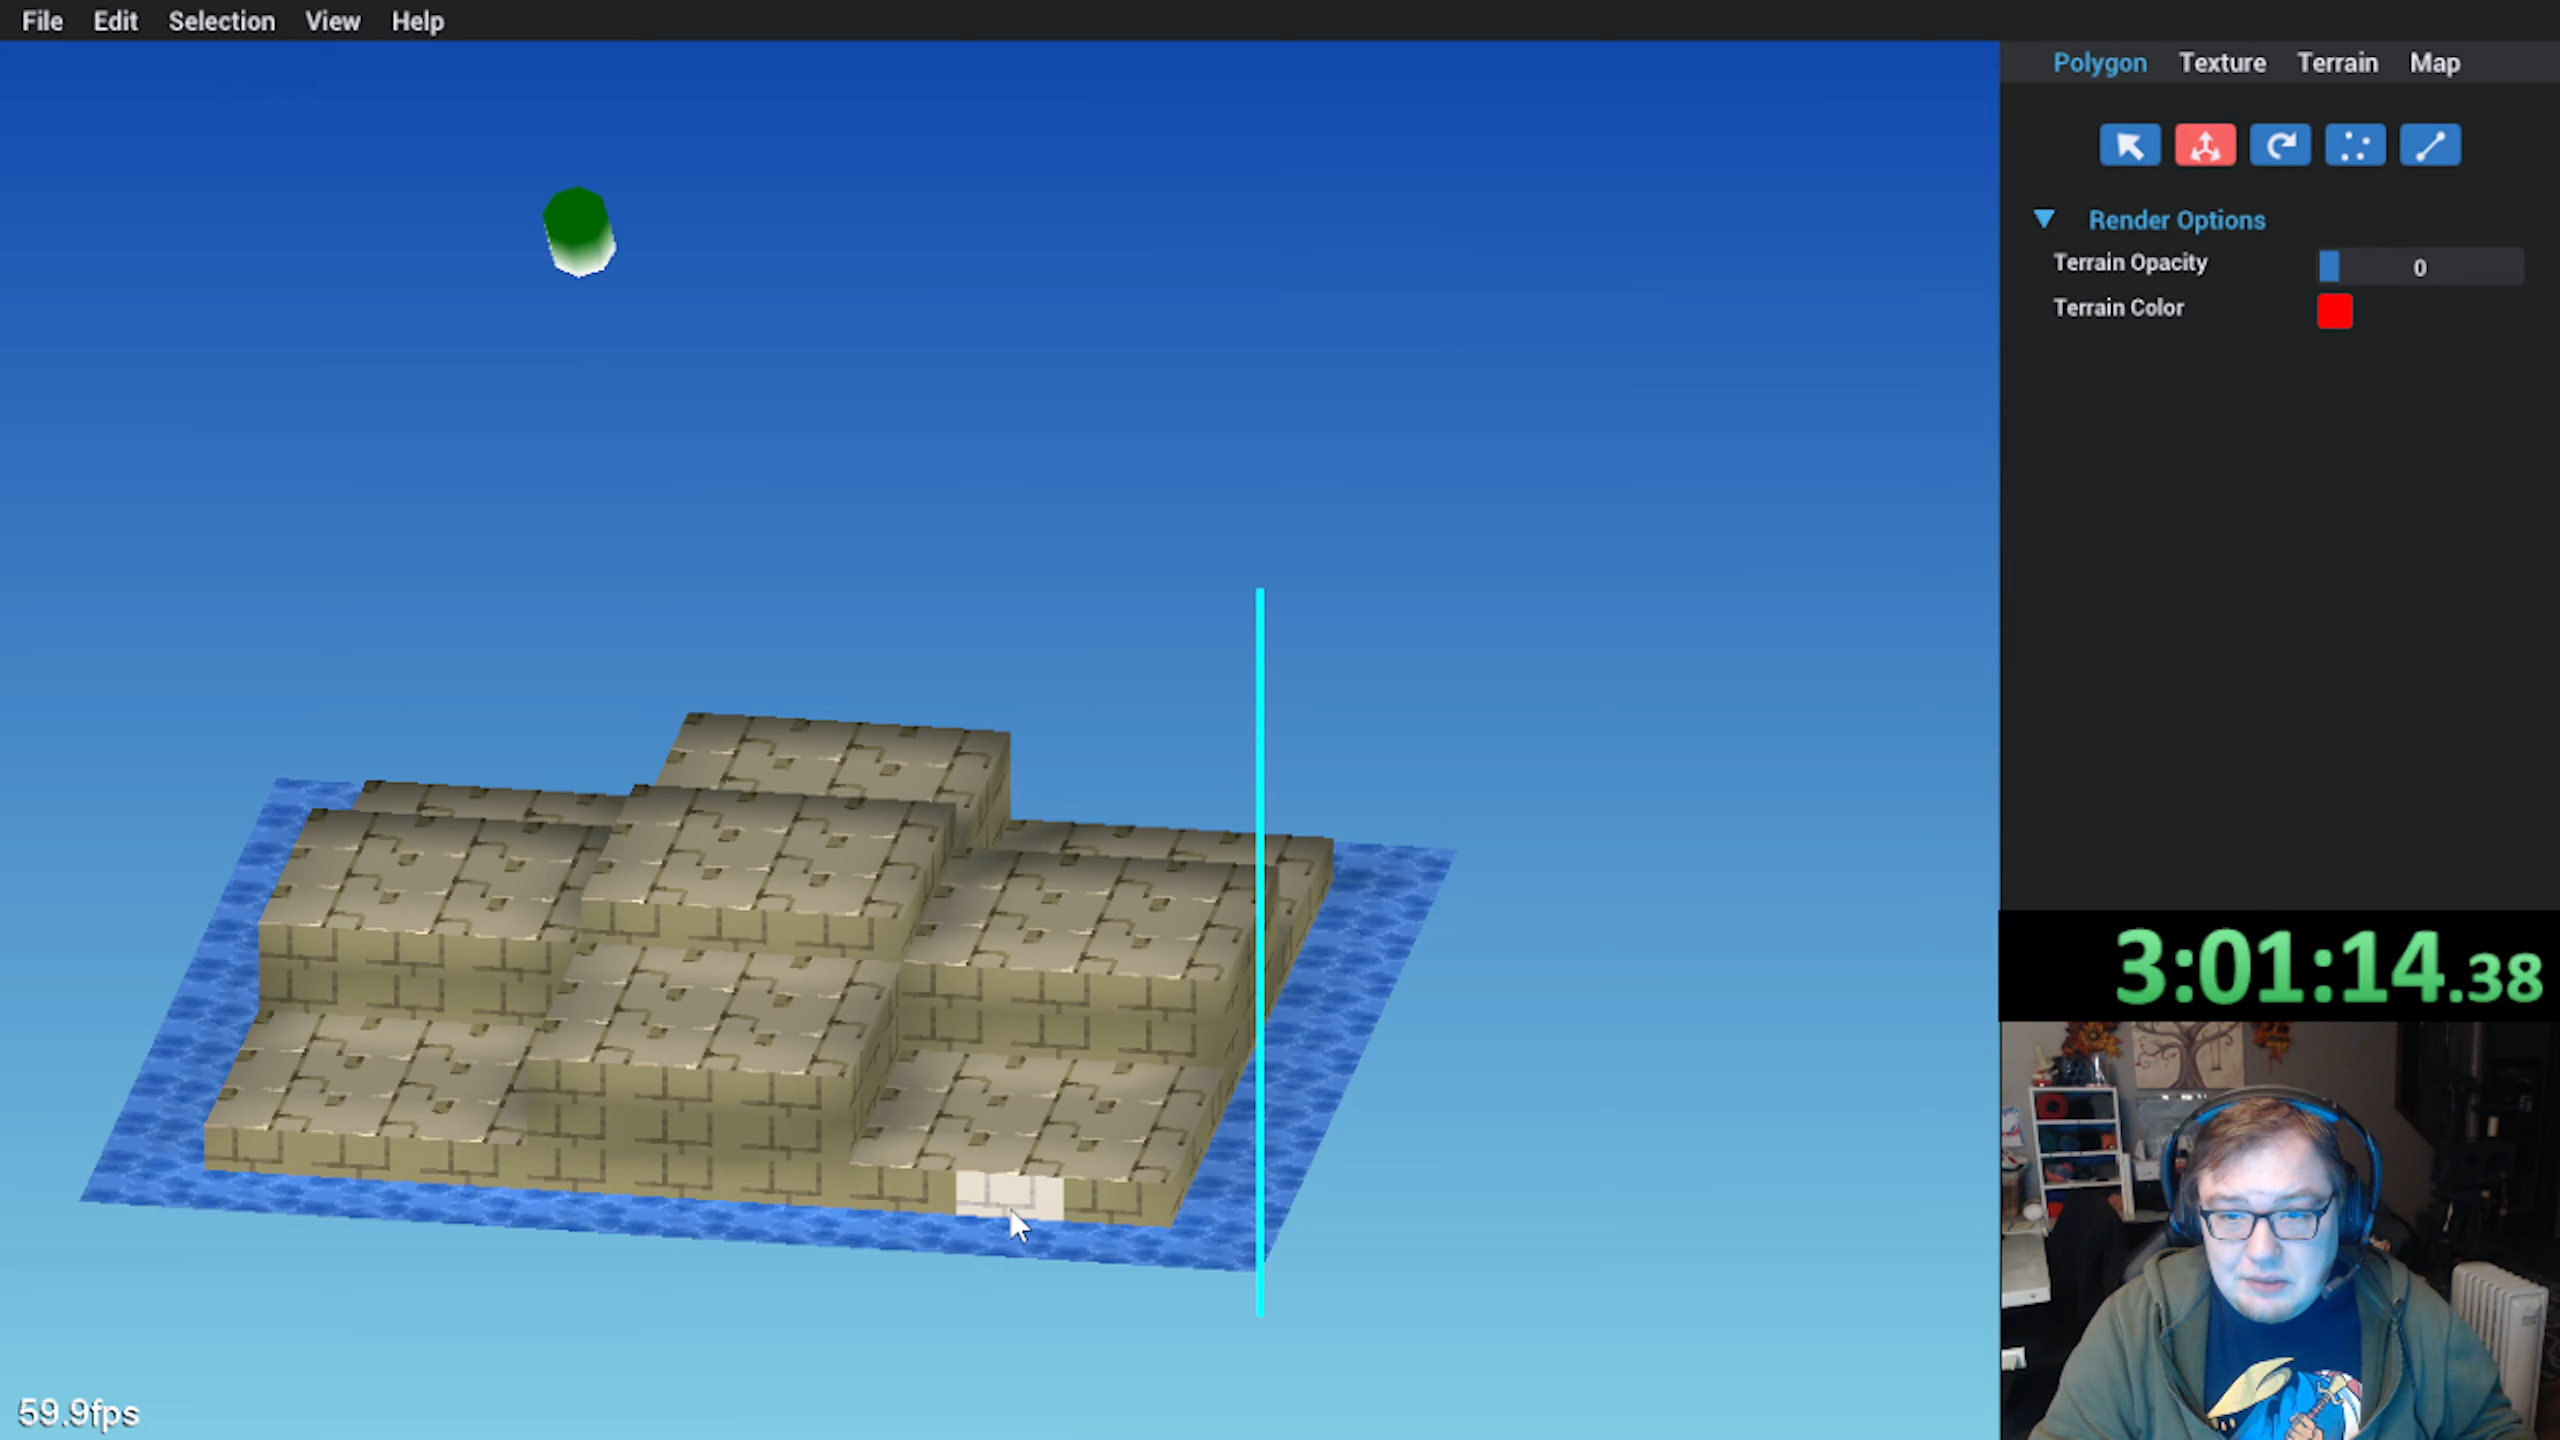 File Edit Selection View Help
Polygon Texture Terrain Map
Render Options
Terrain Opacity 0
Terrain Color
3:01:14.38
59.9fps